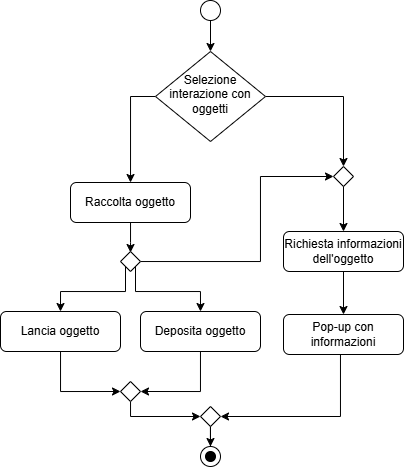 Selezione
interazione con
oggetti
Raccolta oggetto
Richiesta informazioni
dell'oggetto
Lancia oggetto
Deposita oggetto
Pop-up con
informazioni